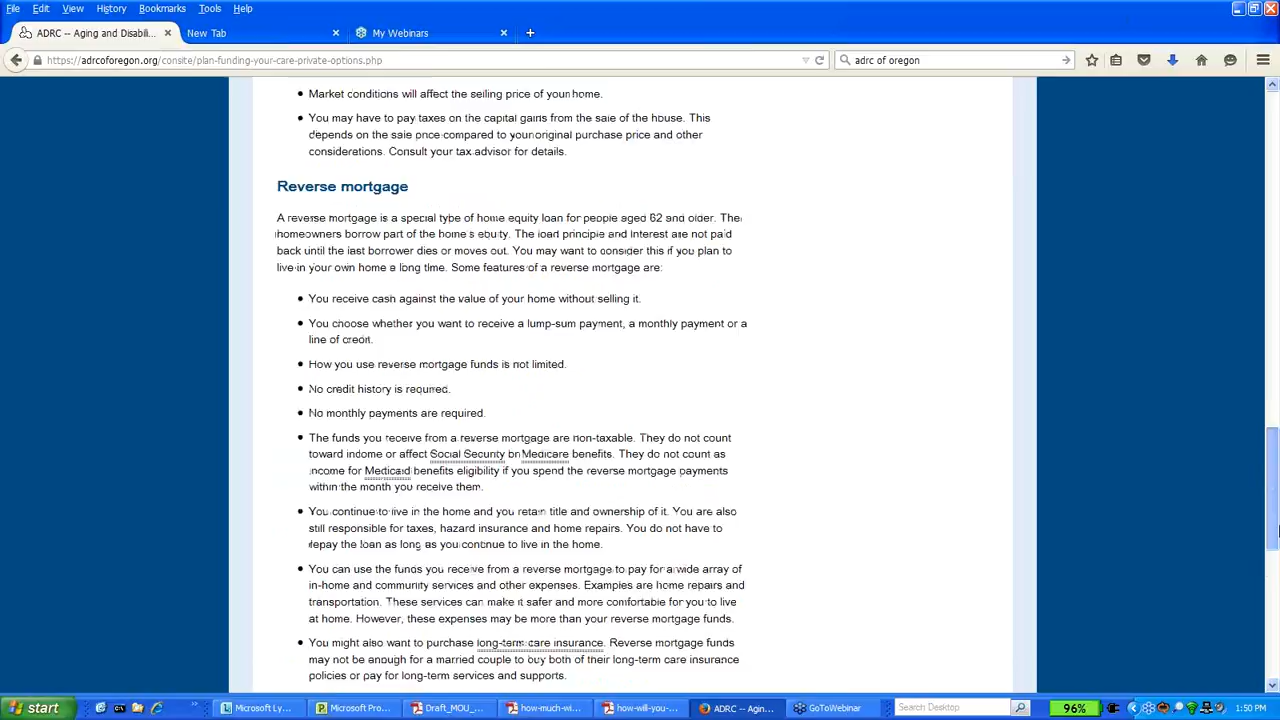 File Edit View History Bookmarks Tools Help
ADRC -- Aging and Disabili... × New Tab × My Webinars × +
https://adrcoforegon.org/consite/plan-funding-your-care-private-options.php adrc of oregon
Market conditions will affect the selling price of your home.
You may have to pay taxes on the capital gains from the sale of the house. This
depends on the sale price compared to your original purchase price and other
considerations. Consult your tax advisor for details.
Reverse mortgage
A reverse mortgage is a special type of home equity loan for people aged 62 and older. The
homeowners borrow part of the home's equity. The load principle and interest are not paid
back until the last borrower dies or moves out. You may want to consider this if you plan to
live in your own home a long time. Some features of a reverse mortgage are:
You receive cash against the value of your home without selling it.
You choose whether you want to receive a lump-sum payment, a monthly payment or a
line of credit.
How you use reverse mortgage funds is not limited.
No credit history is required.
No monthly payments are required.
The funds you receive from a reverse mortgage are non-taxable. They do not count
toward income or affect Social Security or Medicare benefits. They do not count as
income for Medicaid benefits eligibility if you spend the reverse mortgage payments
within the month you receive them.
You continue to live in the home and you retain title and ownership of it. You are also
still responsible for taxes, hazard insurance and home repairs. You do not have to
repay the loan as long as you continue to live in the home.
You can use the funds you receive from a reverse mortgage to pay for a wide array of
in-home and community services and other expenses. Examples are home repairs and
transportation. These services can make it safer and more comfortable for you to live
at home. However, these expenses may be more than your reverse mortgage funds.
You might also want to purchase long-term care insurance. Reverse mortgage funds
may not be enough for a married couple to buy both of their long-term care insurance
policies or pay for long-term services and supports.
start Microsoft Ly... Microsoft Pro... Draft_MOU_... how-much-wi... how-will-you-... ADRC -- Agin... GoToWebinar Search Desktop 96% 1:50 PM